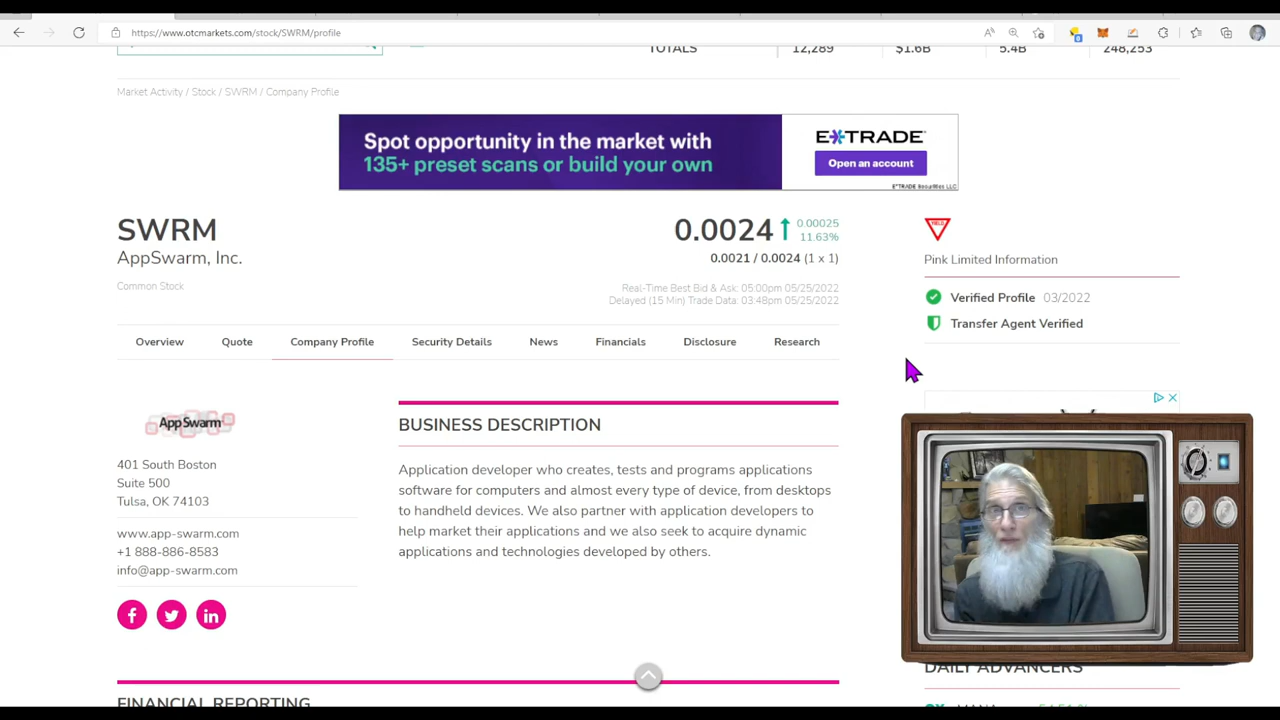 https://www.otcmarkets.com/stock/SWRM/profile
TOTALS 12,289 $1.6B 5.4B 248,253
Market Activity / Stock / SWRM / Company Profile
Spot opportunity in the market with
135+ preset scans or build your own
E*TRADE
Open an account
E*TRADE Securities LLC
SWRM
AppSwarm, Inc.
Common Stock
0.0024
0.00025
11.63%
0.0021 / 0.0024 (1 x 1)
Real-Time Best Bid & Ask: 05:00pm 05/25/2022
Delayed (15 Min) Trade Data: 03:48pm 05/25/2022
YIELD
Pink Limited Information
Verified Profile 03/2022
Transfer Agent Verified
Overview Quote Company Profile Security Details News Financials Disclosure Research
AppSwarm
401 South Boston
Suite 500
Tulsa, OK 74103
www.app-swarm.com
+1 888-886-8583
info@app-swarm.com
BUSINESS DESCRIPTION
Application developer who creates, tests and programs applications
software for computers and almost every type of device, from desktops
to handheld devices. We also partner with application developers to
help market their applications and we also seek to acquire dynamic
applications and technologies developed by others.
DAILY ADVANCERS
FINANCIAL REPORTING